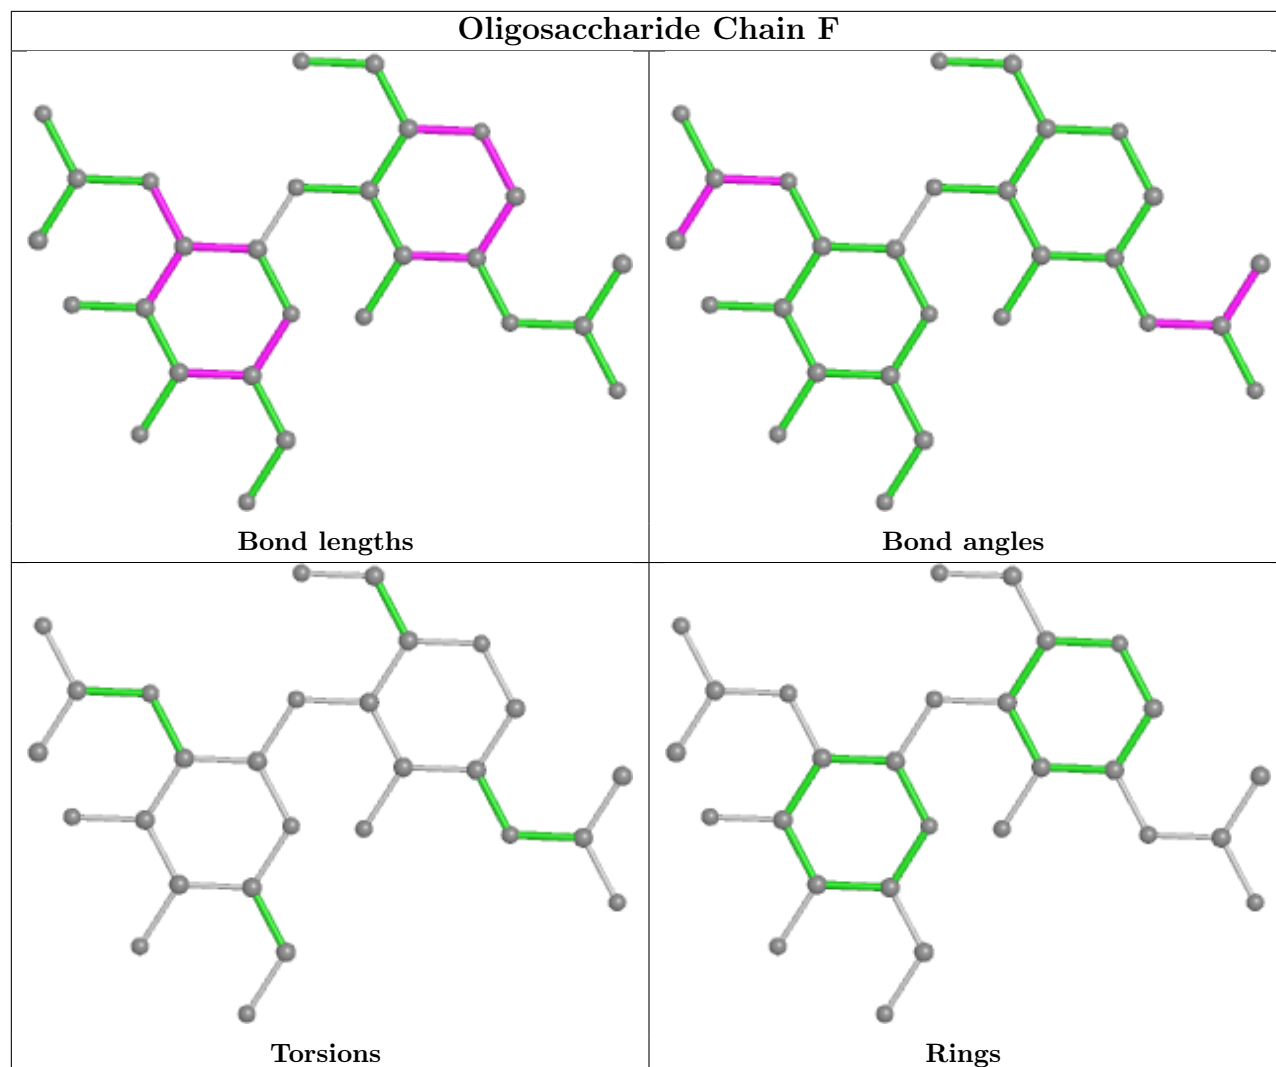 Oligosaccharide Chain F
Bond lengths
Bond angles
Torsions
Rings